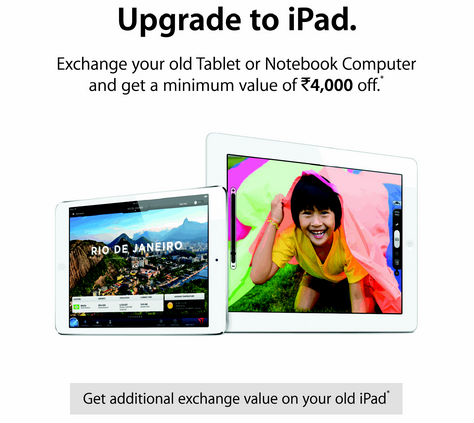 Upgrade to iPad.
Exchange your old Tablet or Notebook Computer
and get a minimum value of ₹4,000 off.*
RIO DE JANEIRO
Get additional exchange value on your old iPad*